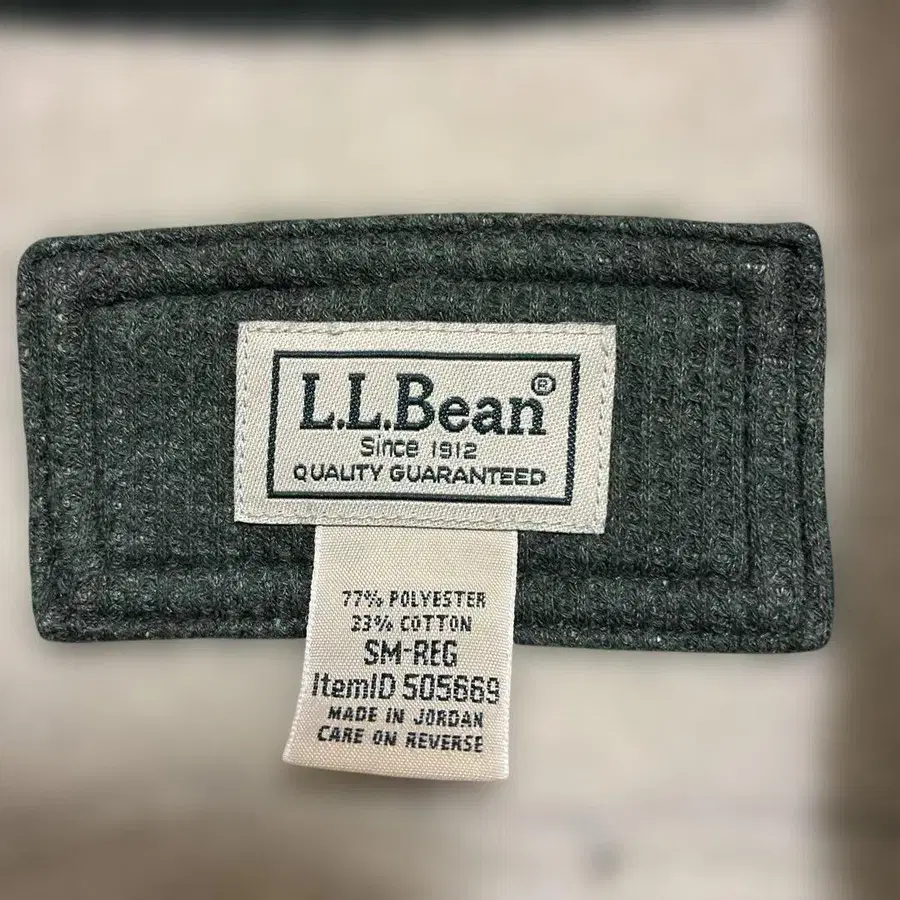 L.L.Bean®
Since 1912
QUALITY GUARANTEED
77% POLYESTER
33% COTTON
SM-REG
ItemID 505669
MADE IN JORDAN
CARE ON REVERSE